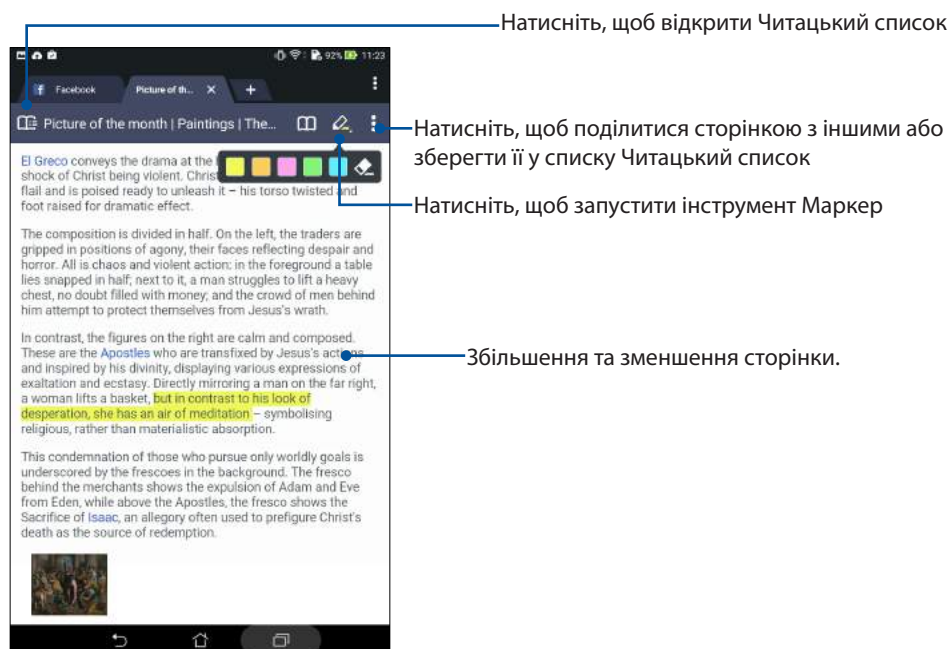 Натисніть, щоб відкрити Читацький список
92% 11:23
Facebook Picture of th... × +
Picture of the month | Paintings | The...
Натисніть, щоб поділитися сторінкою з іншими або
зберегти її у списку Читацький список
El Greco conveys the drama at the
shock of Christ being violent. Christ
flail and is poised ready to unleash it – his torso twisted and
foot raised for dramatic effect.
Натисніть, щоб запустити інструмент Маркер
The composition is divided in half. On the left, the traders are
gripped in positions of agony, their faces reflecting despair and
horror. All is chaos and violent action; in the foreground a table
lies snapped in half; next to it, a man struggles to lift a heavy
chest, no doubt filled with money; and the crowd of men behind
him attempt to protect themselves from Jesus's wrath.
In contrast, the figures on the right are calm and composed.
These are the Apostles who are transfixed by Jesus's actions
and inspired by his divinity, displaying various expressions of
exaltation and ecstasy. Directly mirroring a man on the far right,
a woman lifts a basket, but in contrast to his look of
desperation, she has an air of meditation – symbolising
religious, rather than materialistic absorption.
Збільшення та зменшення сторінки.
This condemnation of those who pursue only worldly goals is
underscored by the frescoes in the background. The fresco
behind the merchants shows the expulsion of Adam and Eve
from Eden, while above the Apostles, the fresco shows the
Sacrifice of Isaac, an allegory often used to prefigure Christ's
death as the source of redemption.